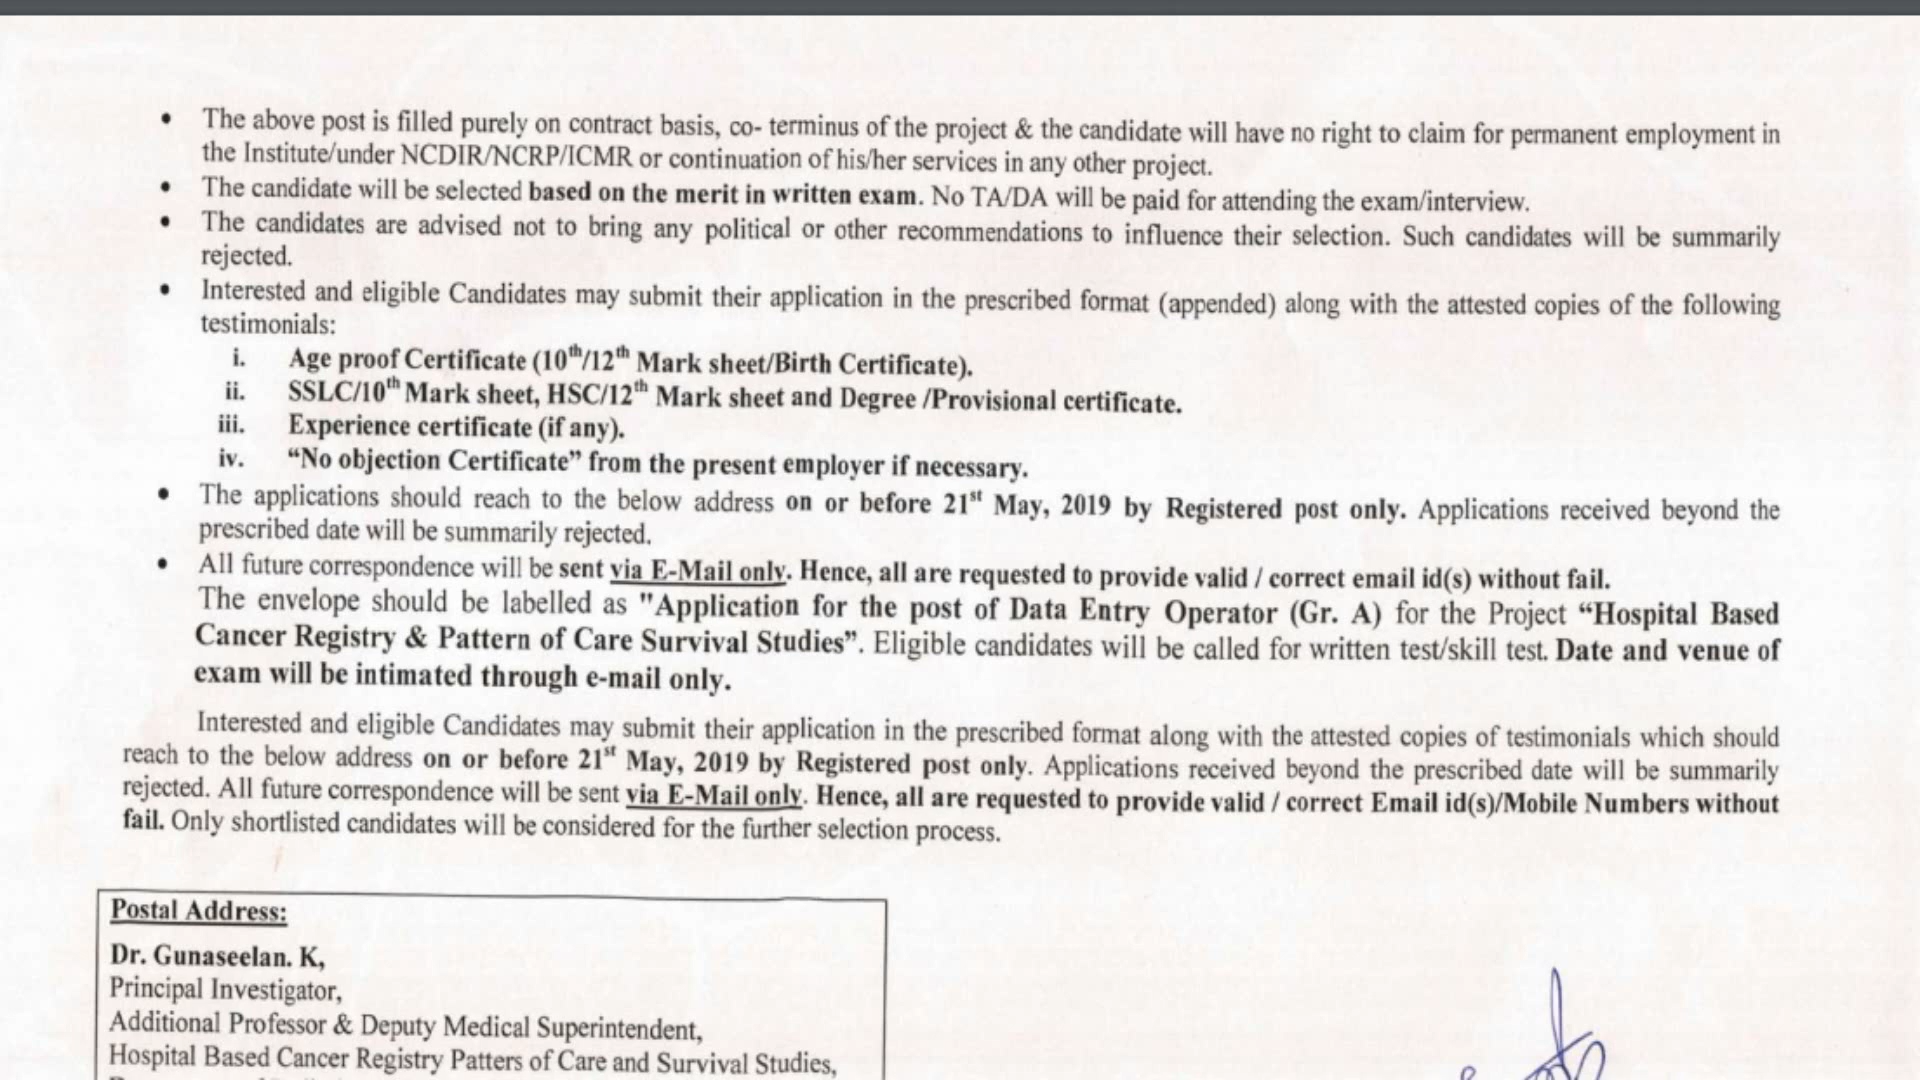 • The above post is filled purely on contract basis, co- terminus of the project & the candidate will have no right to claim for permanent employment in
the Institute/under NCDIR/NCRP/ICMR or continuation of his/her services in any other project.
• The candidate will be selected based on the merit in written exam. No TA/DA will be paid for attending the exam/interview.
• The candidates are advised not to bring any political or other recommendations to influence their selection. Such candidates will be summarily
rejected.
• Interested and eligible Candidates may submit their application in the prescribed format (appended) along with the attested copies of the following
testimonials:
i. Age proof Certificate (10th/12th Mark sheet/Birth Certificate).
ii. SSLC/10th Mark sheet, HSC/12th Mark sheet and Degree /Provisional certificate.
iii. Experience certificate (if any).
iv. “No objection Certificate” from the present employer if necessary.
• The applications should reach to the below address on or before 21st May, 2019 by Registered post only. Applications received beyond the
prescribed date will be summarily rejected.
• All future correspondence will be sent via E-Mail only. Hence, all are requested to provide valid / correct email id(s) without fail.
The envelope should be labelled as "Application for the post of Data Entry Operator (Gr. A) for the Project “Hospital Based
Cancer Registry & Pattern of Care Survival Studies”. Eligible candidates will be called for written test/skill test. Date and venue of
exam will be intimated through e-mail only.
Interested and eligible Candidates may submit their application in the prescribed format along with the attested copies of testimonials which should
reach to the below address on or before 21st May, 2019 by Registered post only. Applications received beyond the prescribed date will be summarily
rejected. All future correspondence will be sent via E-Mail only. Hence, all are requested to provide valid / correct Email id(s)/Mobile Numbers without
fail. Only shortlisted candidates will be considered for the further selection process.
Postal Address:
Dr. Gunaseelan. K,
Principal Investigator,
Additional Professor & Deputy Medical Superintendent,
Hospital Based Cancer Registry Patters of Care and Survival Studies,